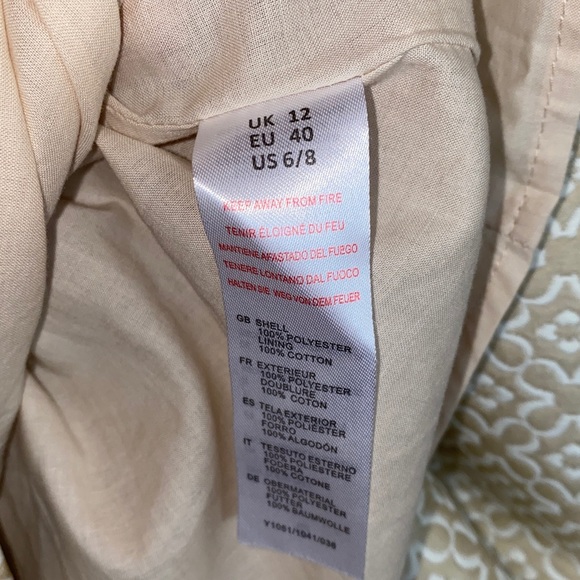 UK 12
EU 40
US 6/8
KEEP AWAY FROM FIRE
TENIR ÉLOIGNÉ DU FEU
MANTIENE AFASTADO DEL FUEGO
TENERE LONTANO DAL FUOCO
HALTEN SIE WEG VON DEM FEUER
GB SHELL
100% POLYESTER
LINING
100% COTTON
FR EXTERIEUR
100% POLYESTER
DOUBLURE
100% COTON
ES TELA EXTERIOR
100% POLIÉSTER
FORRO
100% ALGODÓN
IT TESSUTO ESTERNO
100% POLIESTERE
FODERA
100% COTONE
DE OBERMATERIAL
100% POLYESTER
FUTTER
100% BAUMWOLLE
Y1051/1041/036